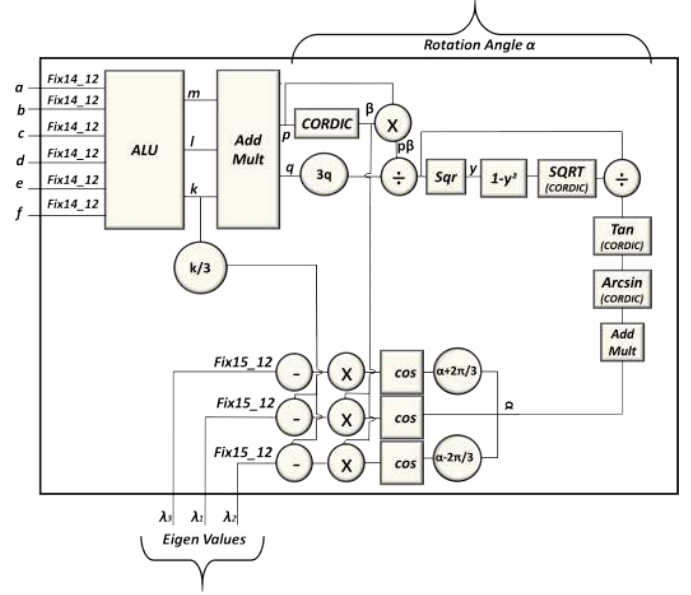 Rotation Angle α
a Fix14_12
b Fix14_12
c Fix14_12
d Fix14_12
e Fix14_12
f Fix14_12
ALU
m
l
k
Add
Mult
p
q
CORDIC
β
X
pβ
3q
÷
Sqr
y
1-y²
SQRT
(CORDIC)
÷
k/3
Tan
(CORDIC)
Arcsin
(CORDIC)
Add
Mult
Fix15_12 - X cos α+2π/3
Fix15_12 - X cos α
Fix15_12 - X cos α-2π/3
λ3 λ1 λ2
Eigen Values